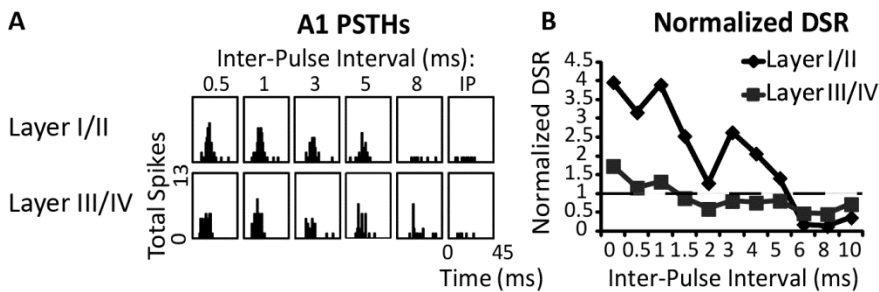 A
A1 PSTHs
Inter-Pulse Interval (ms):
0.5 1 3 5 8 IP
Layer I/II
Layer III/IV
Total Spikes
13
0
0 45
Time (ms)
B
Normalized DSR
Layer I/II
Layer III/IV
Normalized DSR
4.5
4
3.5
3
2.5
2
1.5
1
0.5
0
0 0.5 1 1.5 2 3 4 5 6 8 10
Inter-Pulse Interval (ms)